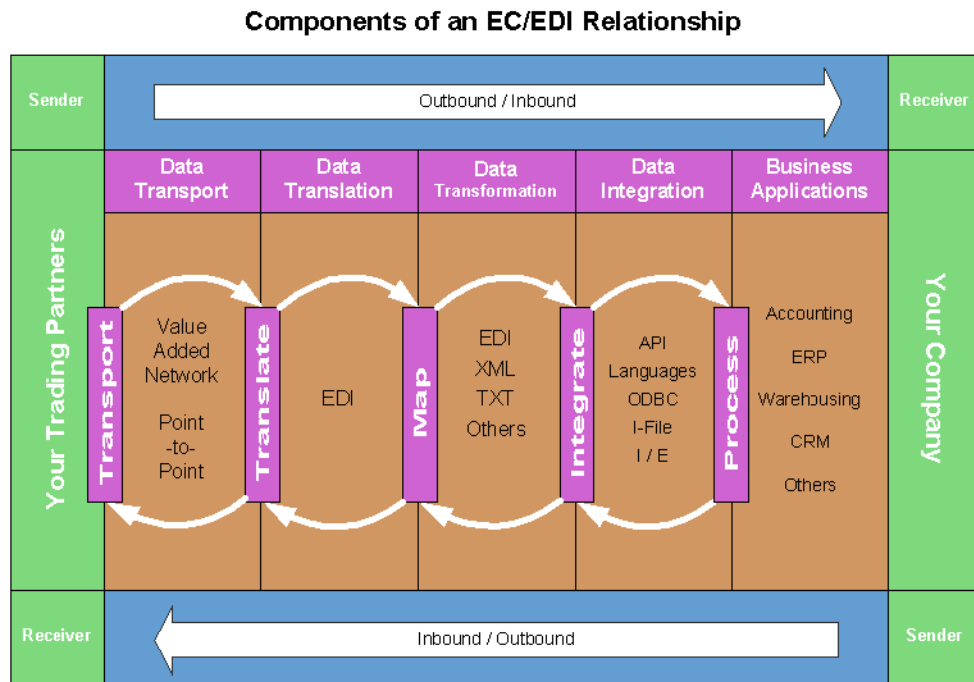 Components of an EC/EDI Relationship
Sender
Outbound / Inbound
Receiver
Your Trading Partners
Data
Transport
Data
Translation
Data
Transformation
Data
Integration
Business
Applications
Your Company
Transport
Value
Added
Network
Point
-to-
Point
Translate
EDI
Map
EDI
XML
TXT
Others
Integrate
API
Languages
ODBC
I-File
I / E
Process
Accounting
ERP
Warehousing
CRM
Others
Receiver
Inbound / Outbound
Sender